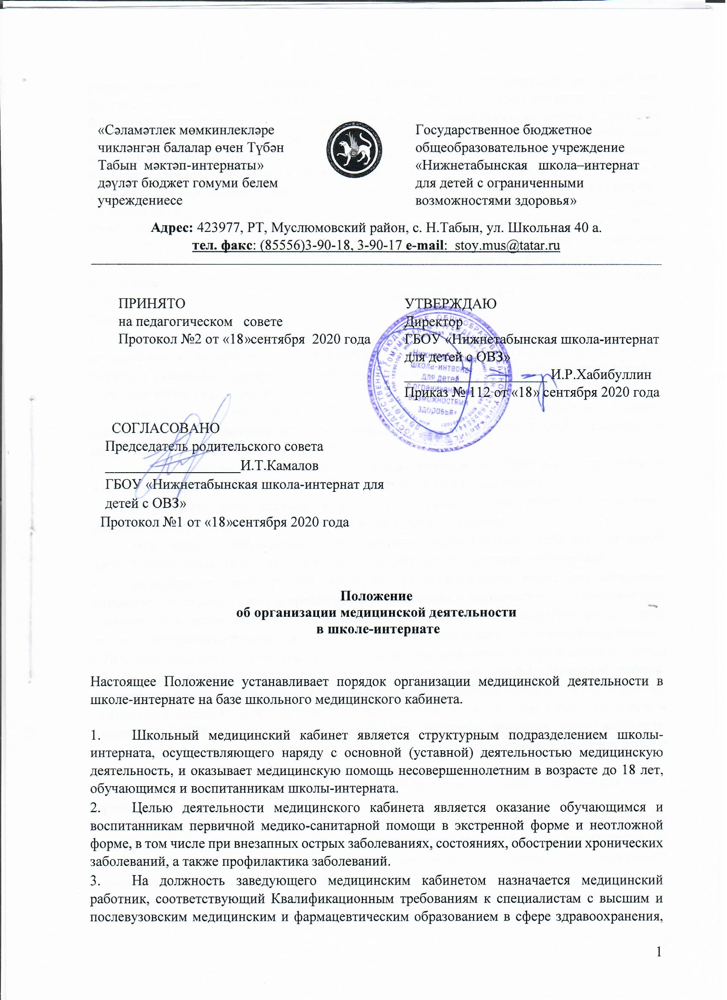 «Сәламәтлек мөмкинлекләре
чикләнгән балалар өчен Түбән
Табын мәктәп-интернаты»
дәүләт бюджет гомуми белем
учреждениесе
Государственное бюджетное
общеобразовательное учреждение
«Нижнетабынская школа–интернат
для детей с ограниченными
возможностями здоровья»
Адрес: 423977, РТ, Муслюмовский район, с. Н.Табын, ул. Школьная 40 а.
тел. факс: (85556)3-90-18, 3-90-17 e-mail: stoy.mus@tatar.ru
ПРИНЯТО
на педагогическом совете
Протокол №2 от «18»сентября 2020 года
УТВЕРЖДАЮ
Директор
ГБОУ «Нижнетабынская школа-интернат
для детей с ОВЗ»
____________________И.Р.Хабибуллин
Приказ № 112 от «18» сентября 2020 года
«Нижнетабынская
школа-интернат
для детей
с ограниченными
возможностями
здоровья»
СОГЛАСОВАНО
Председатель родительского совета
___________________И.Т.Камалов
ГБОУ «Нижнетабынская школа-интернат для
детей с ОВЗ»
Протокол №1 от «18»сентября 2020 года
Положение
об организации медицинской деятельности
в школе-интернате
Настоящее Положение устанавливает порядок организации медицинской деятельности в
школе-интернате на базе школьного медицинского кабинета.
1. Школьный медицинский кабинет является структурным подразделением школы-
интерната, осуществляющего наряду с основной (уставной) деятельностью медицинскую
деятельность, и оказывает медицинскую помощь несовершеннолетним в возрасте до 18 лет,
обучающимся и воспитанникам школы-интерната.
2. Целью деятельности медицинского кабинета является оказание обучающимся и
воспитанникам первичной медико-санитарной помощи в экстренной форме и неотложной
форме, в том числе при внезапных острых заболеваниях, состояниях, обострении хронических
заболеваний, а также профилактика заболеваний.
3. На должность заведующего медицинским кабинетом назначается медицинский
работник, соответствующий Квалификационным требованиям к специалистам с высшим и
послевузовским медицинским и фармацевтическим образованием в сфере здравоохранения,
1